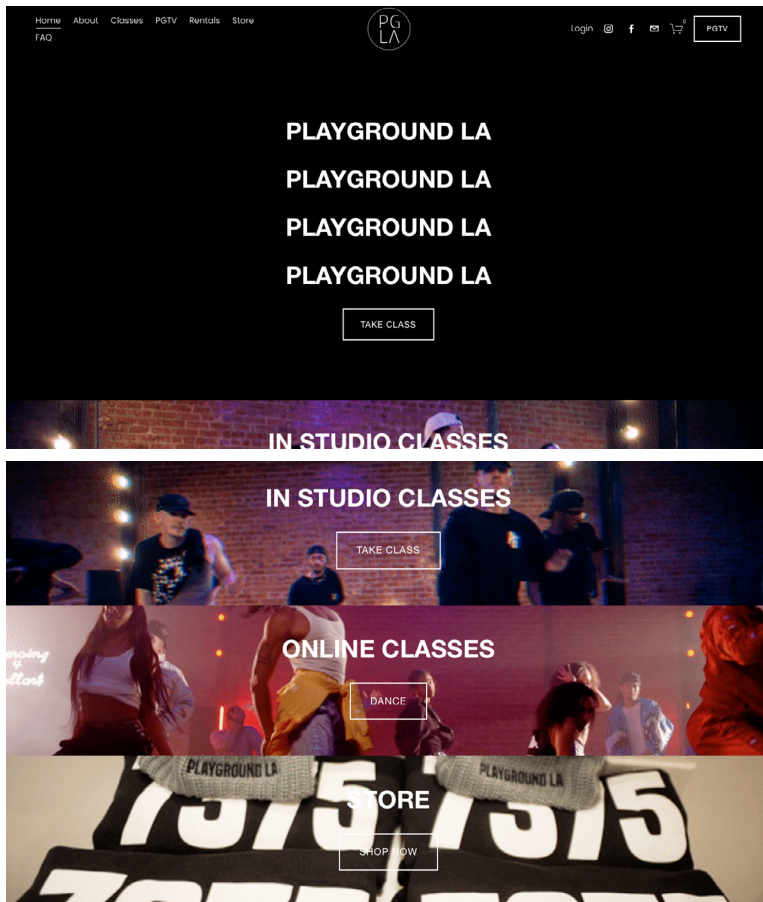 Home About Classes PGTV Rentals Store
FAQ
PG
LA
Login
0
PGTV
PLAYGROUND LA
PLAYGROUND LA
PLAYGROUND LA
PLAYGROUND LA
TAKE CLASS
IN STUDIO CLASSES
IN STUDIO CLASSES
TAKE CLASS
ONLINE CLASSES
DANCE
PLAYGROUND LA
PLAYGROUND LA
7375
7375
STORE
SHOP NOW